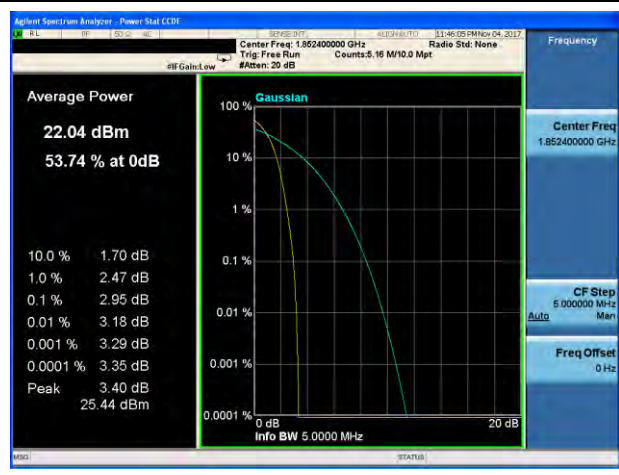 Agilent Spectrum Analyzer - Power Stat CCDF
RL RF 50 Ω AC SENSE:INT ALIGN AUTO 11:46:05 PM Nov 04, 2017
Center Freq: 1.852400000 GHz Radio Std: None
Trig: Free Run Counts:5.16 M/10.0 Mpt
#IFGain:Low #Atten: 20 dB
Frequency
Average Power
22.04 dBm
53.74 % at 0dB
10.0 % 1.70 dB
1.0 % 2.47 dB
0.1 % 2.95 dB
0.01 % 3.18 dB
0.001 % 3.29 dB
0.0001 % 3.35 dB
Peak 3.40 dB
25.44 dBm
Gaussian
100 %
10 %
1 %
0.1 %
0.01 %
0.001 %
0.0001 %
0 dB 20 dB
Info BW 5.0000 MHz
Center Freq
1.852400000 GHz
CF Step
5.000000 MHz
Auto Man
Freq Offset
0 Hz
MSG STATUS